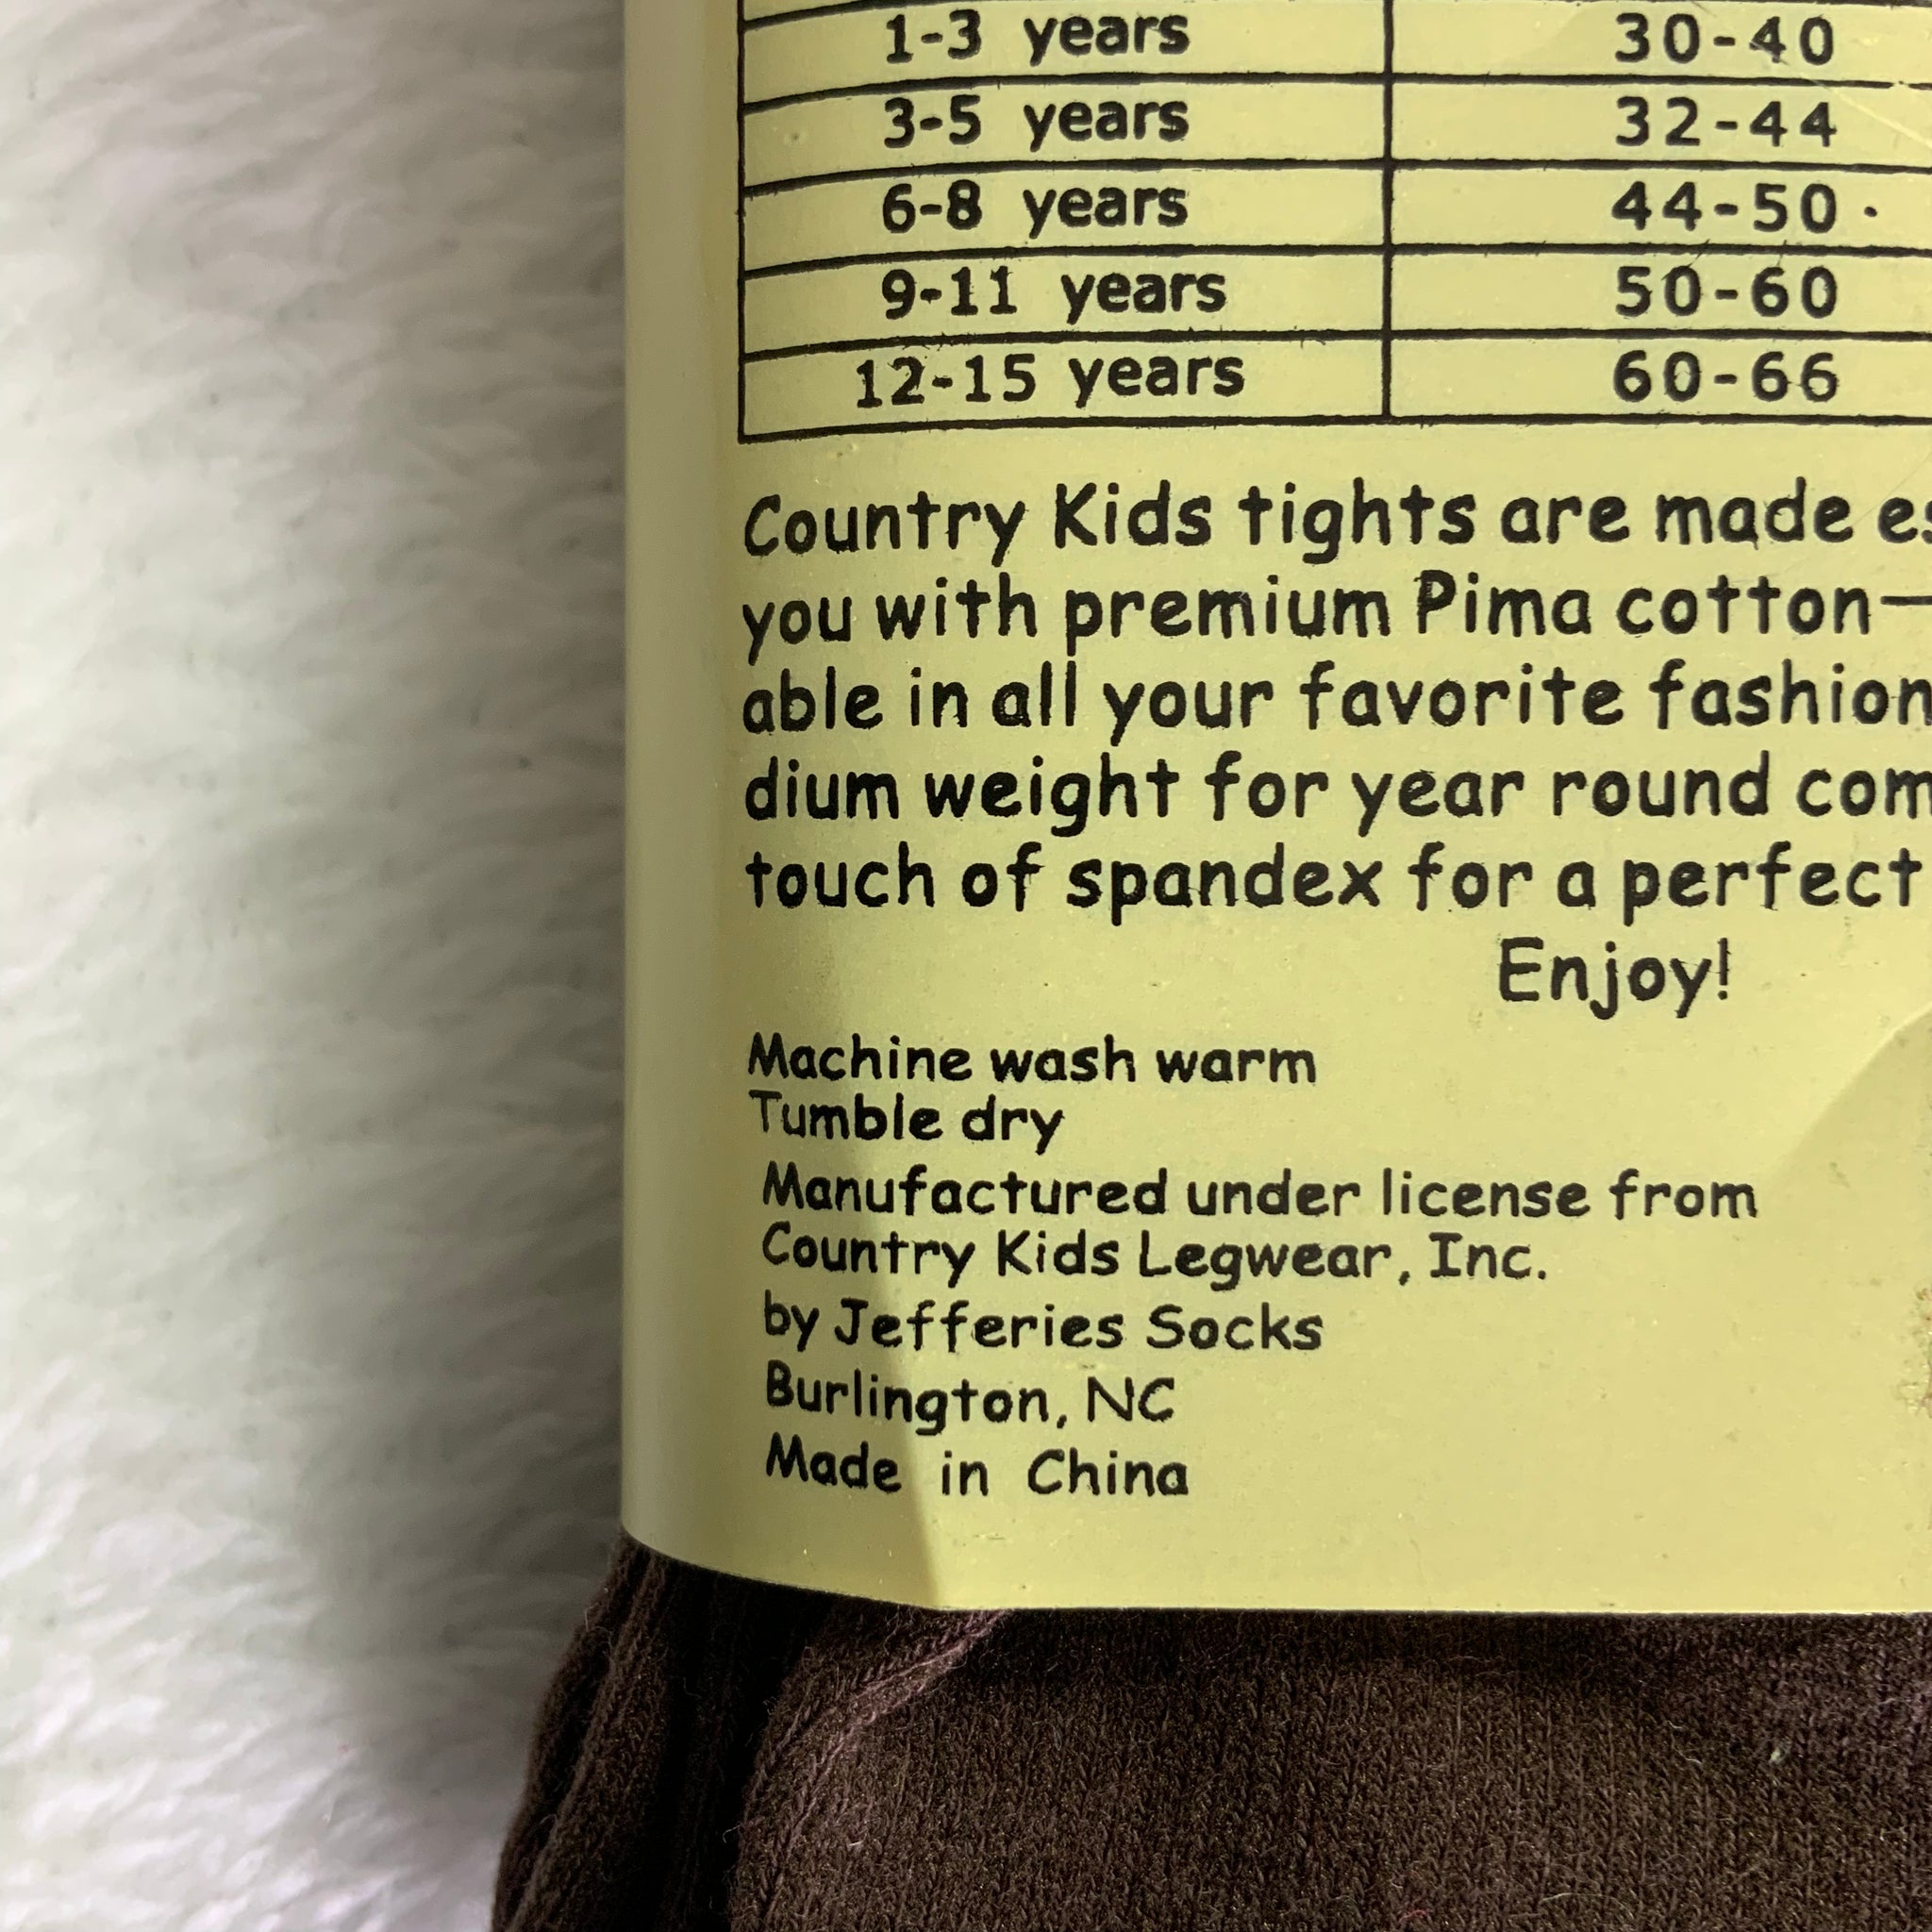 1-3 years 30-40
3-5 years 32-44
6-8 years 44-50
9-11 years 50-60
12-15 years 60-66
Country Kids tights are made
you with premium Pima cotton—
able in all your favorite fashion
dium weight for year round
touch of spandex for a perfect
Enjoy!
Machine wash warm
Tumble dry
Manufactured under license from
Country Kids Legwear, Inc.
by Jefferies Socks
Burlington, NC
Made in China